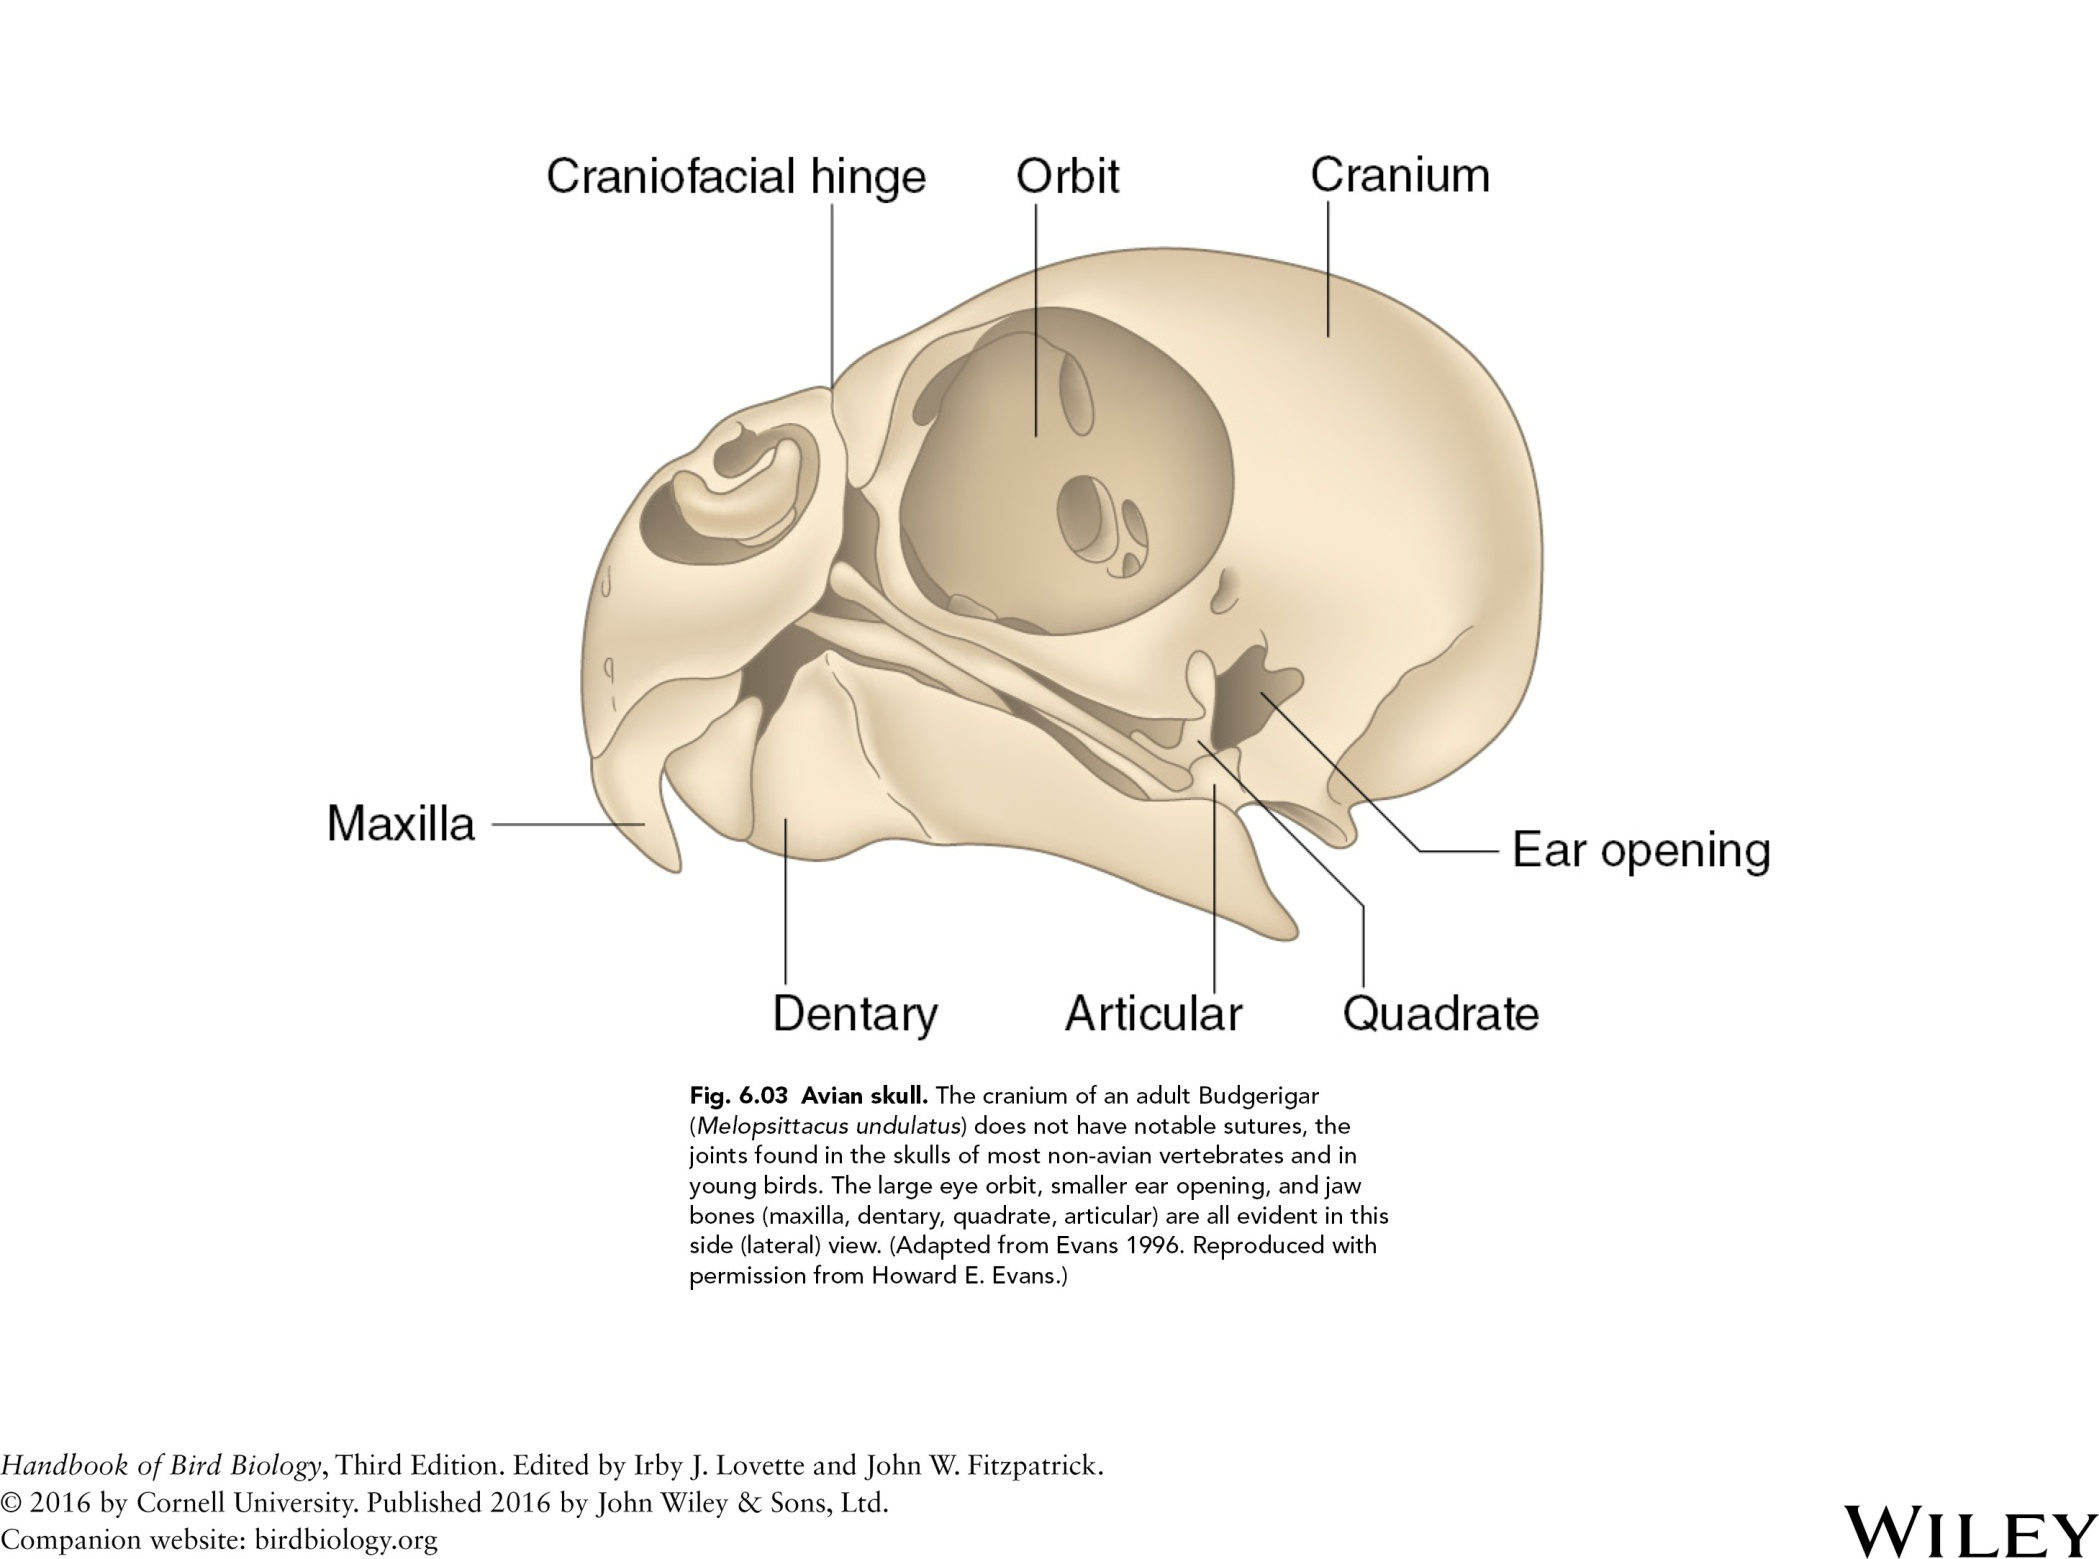 Craniofacial hinge
Orbit
Cranium
Maxilla
Ear opening
Dentary
Articular
Quadrate
Fig. 6.03 Avian skull. The cranium of an adult Budgerigar
(Melopsittacus undulatus) does not have notable sutures, the
joints found in the skulls of most non-avian vertebrates and in
young birds. The large eye orbit, smaller ear opening, and jaw
bones (maxilla, dentary, quadrate, articular) are all evident in this
side (lateral) view. (Adapted from Evans 1996. Reproduced with
permission from Howard E. Evans.)
Handbook of Bird Biology, Third Edition. Edited by Irby J. Lovette and John W. Fitzpatrick.
© 2016 by Cornell University. Published 2016 by John Wiley & Sons, Ltd.
Companion website: birdbiology.org
WILEY